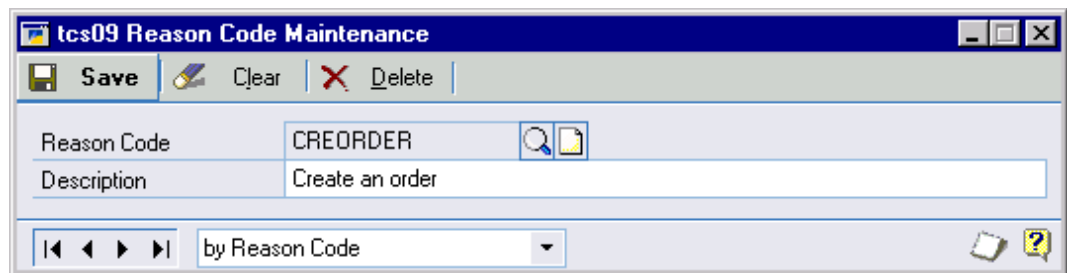 tcs09 Reason Code Maintenance
Save Clear Delete
Reason Code CREORDER
Description Create an order
by Reason Code